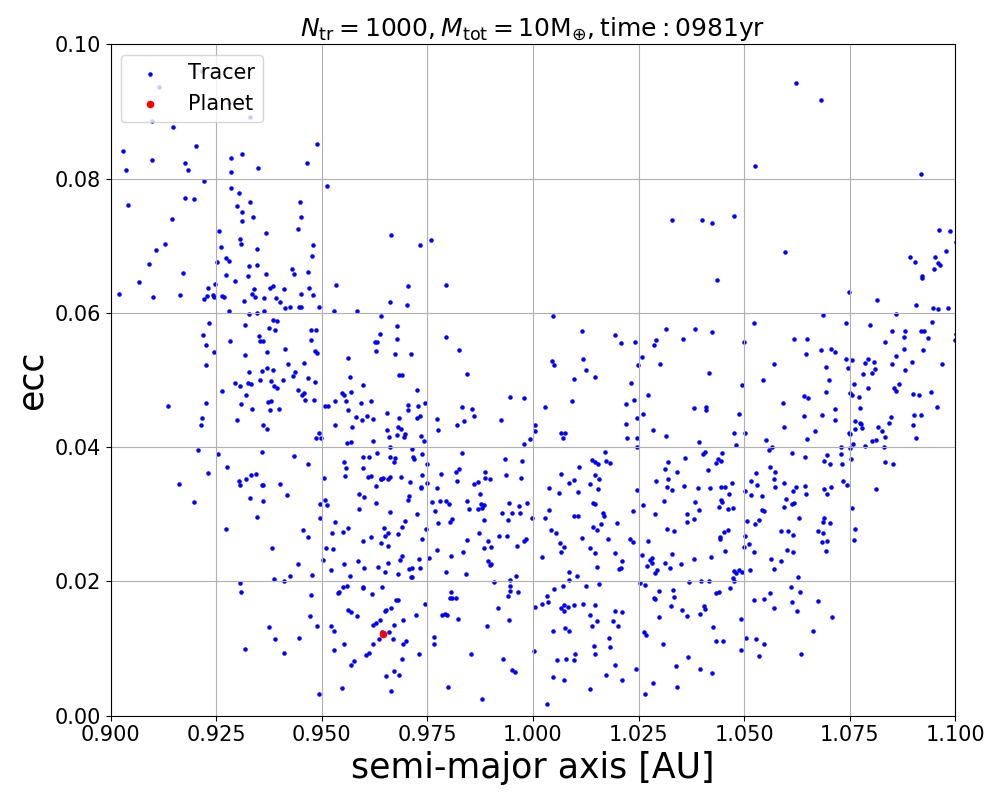 N_tr = 1000, M_tot = 10M_⊕, time : 0981yr
Tracer
Planet
ecc
0.10
0.08
0.06
0.04
0.02
0.00
0.900 0.925 0.950 0.975 1.000 1.025 1.050 1.075 1.100
semi-major axis [AU]